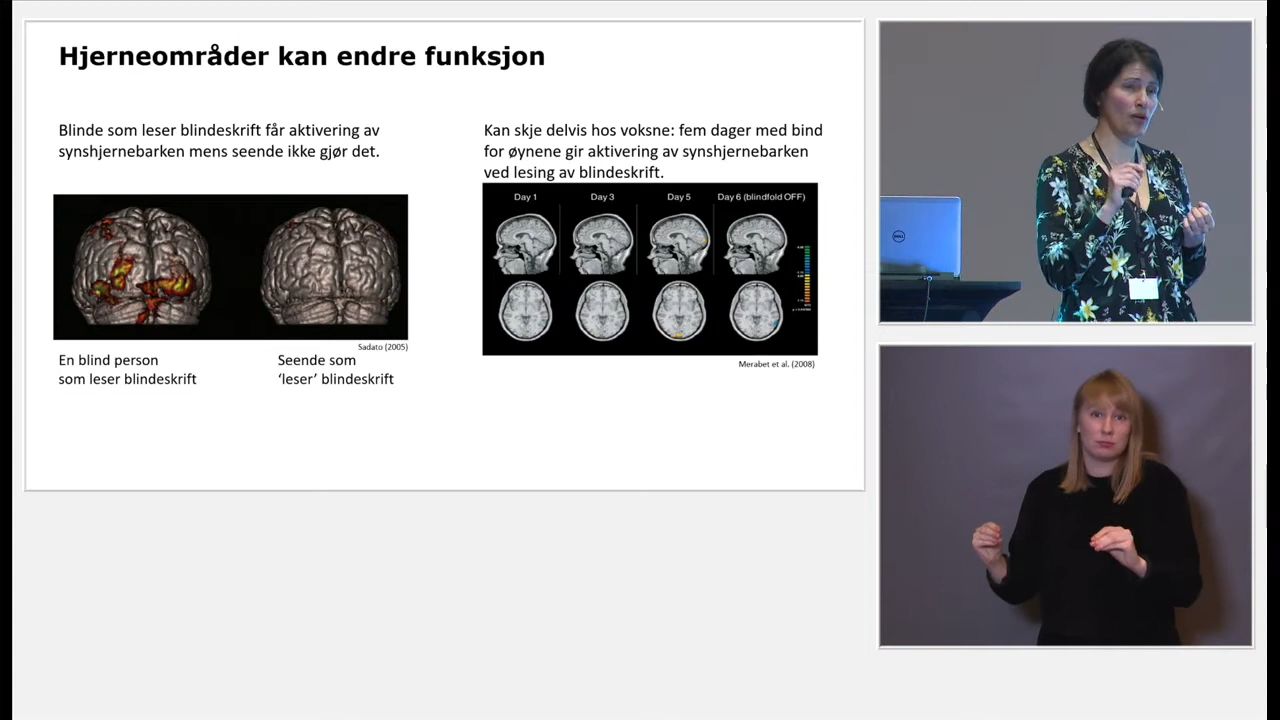 Hjerneområder kan endre funksjon
Blinde som leser blindeskrift får aktivering av
synshjernebarken mens seende ikke gjør det.
Sadato (2005)
En blind person
som leser blindeskrift
Seende som
‘leser’ blindeskrift
Kan skje delvis hos voksne: fem dager med bind
for øynene gir aktivering av synshjernebarken
ved lesing av blindeskrift.
Day 1
Day 3
Day 5
Day 6 (blindfold OFF)
Merabet et al. (2008)
DELL